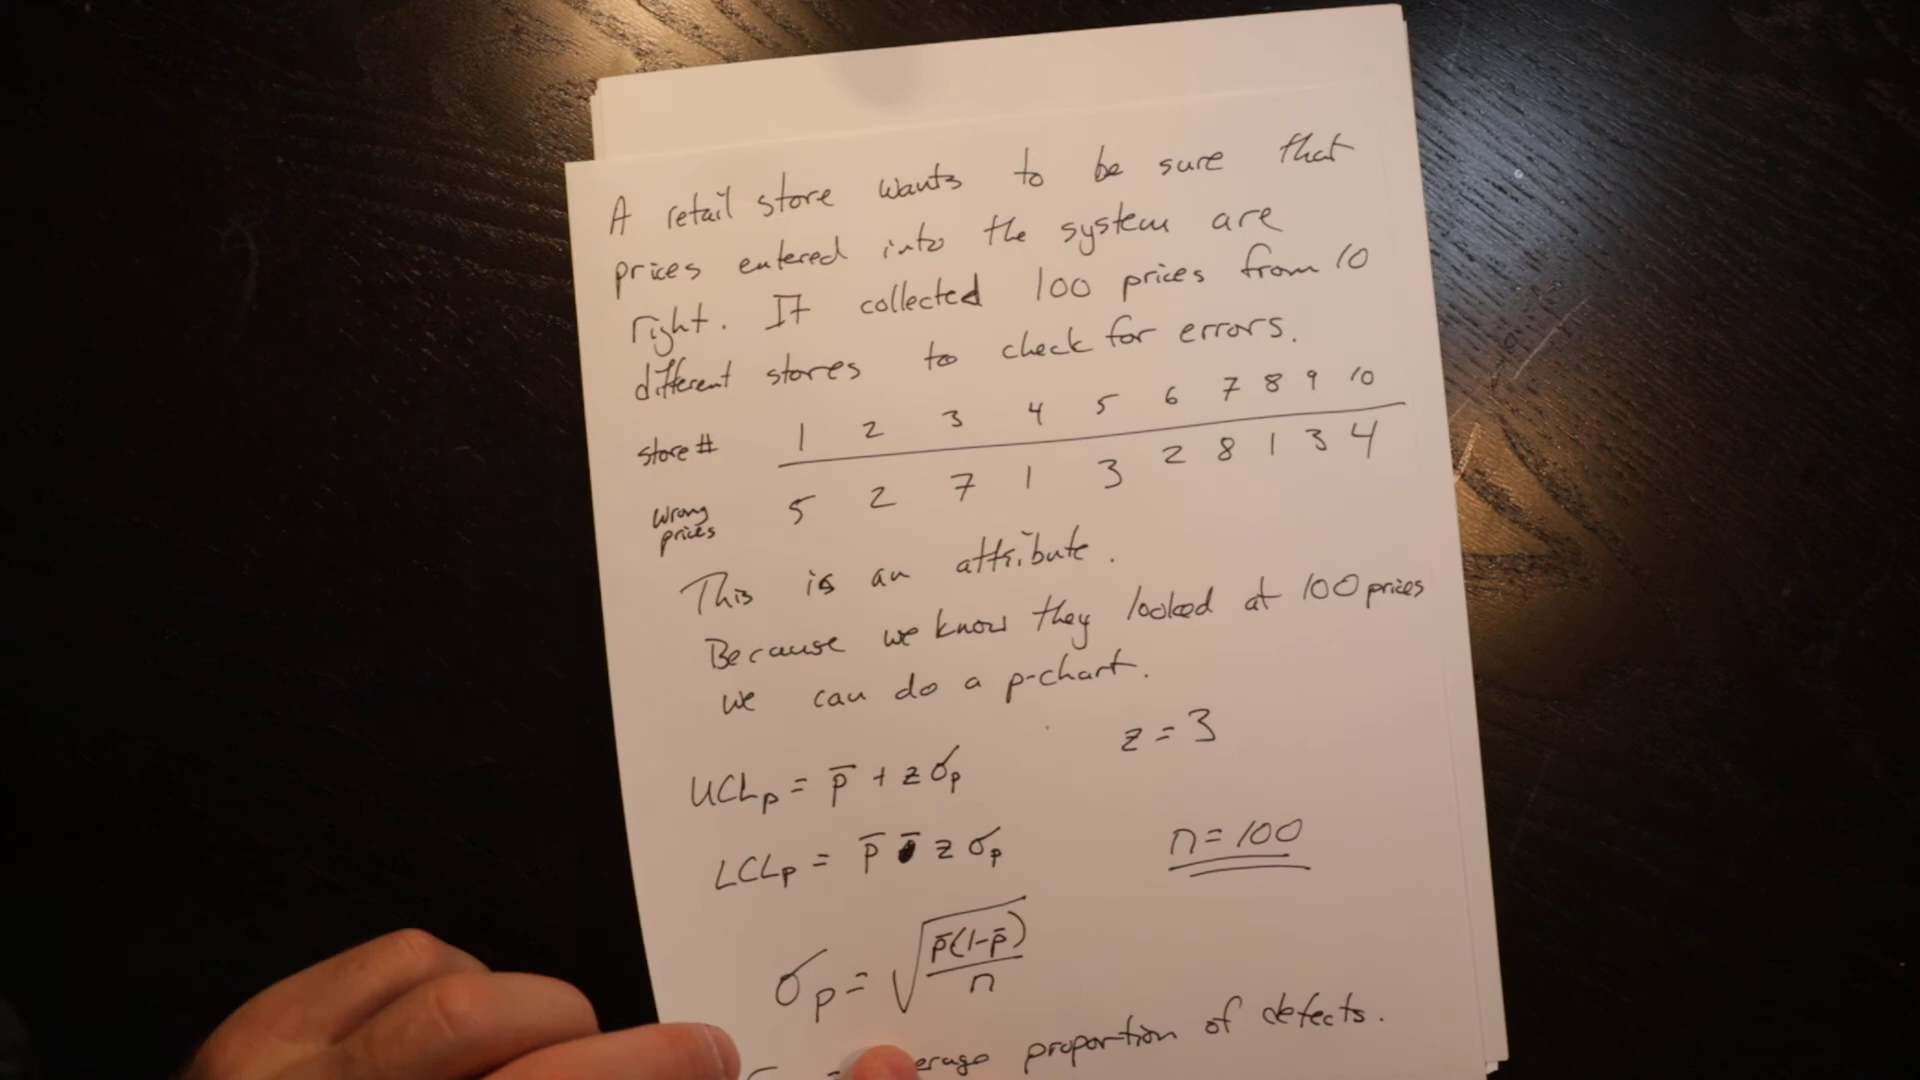 A retail store wants to be sure that
prices entered into the system are
right. It collected 100 prices from 10
different stores to check for errors.
store # 1 2 3 4 5 6 7 8 9 10
wrong prices 5 2 7 1 3 2 8 1 3 4
This is an attribute.
Because we know they looked at 100 prices
we can do a p-chart.
z = 3
UCLp = p̄ + zσp
LCLp = p̄ - zσp
n = 100
σp = √(p̄(1-p̄)/n)
proportion of defects.